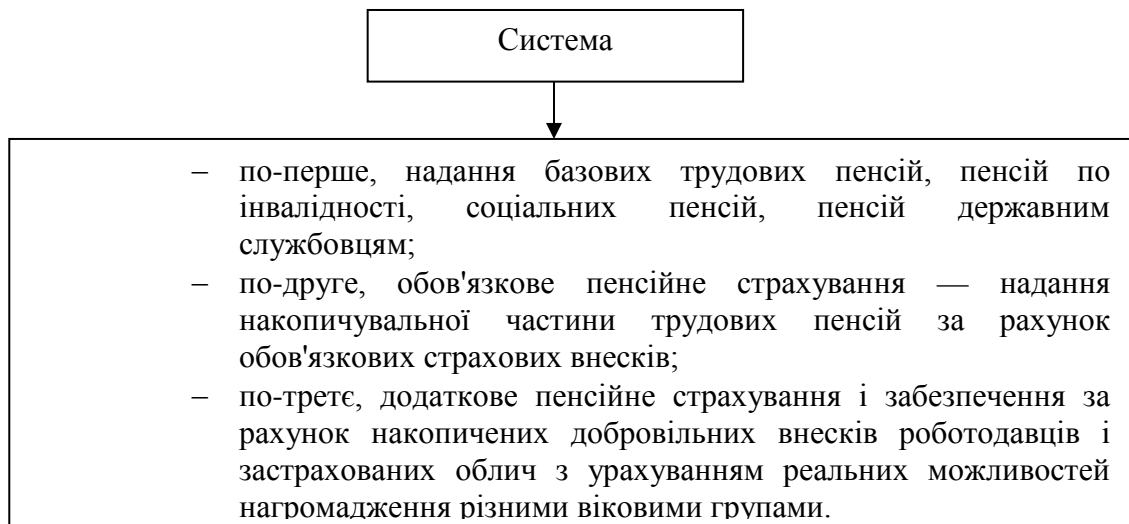 Система
– по-перше, надання базових трудових пенсій, пенсій по
інвалідності, соціальних пенсій, пенсій державним
службовцям;
– по-друге, обов'язкове пенсійне страхування — надання
накопичувальної частини трудових пенсій за рахунок
обов'язкових страхових внесків;
– по-третє, додаткове пенсійне страхування і забезпечення за
рахунок накопичених добровільних внесків роботодавців і
застрахованих облич з урахуванням реальних можливостей
нагромадження різними віковими групами.